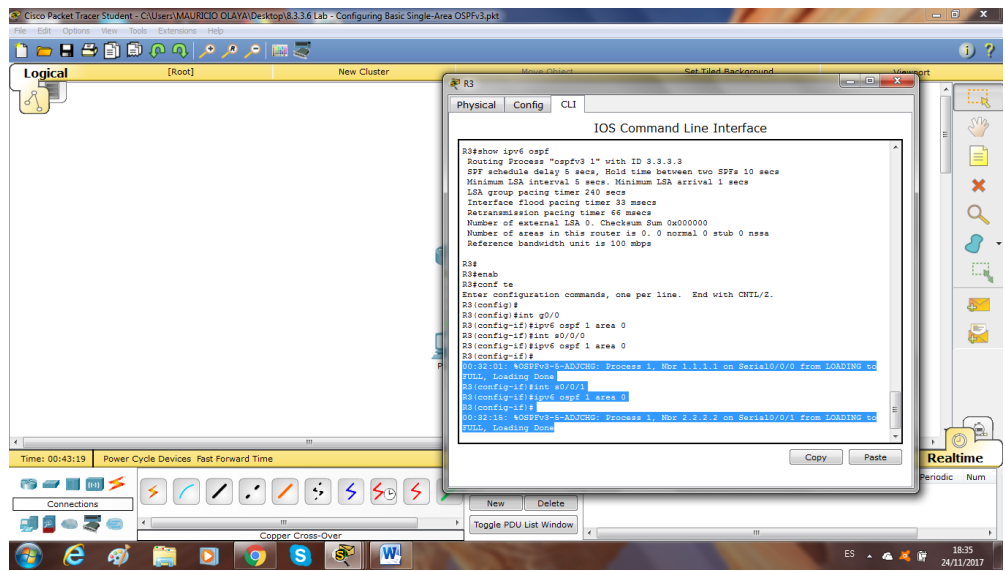 Cisco Packet Tracer Student - C:\Users\MAURICIO OLAYA\Desktop\8.3.3.6 Lab - Configuring Basic Single-Area OSPFv3.pkt
File Edit Options View Tools Extensions Help
Logical [Root] New Cluster Move Object Set Tiled Background Viewport
R3
Physical Config CLI
IOS Command Line Interface
R3#show ipv6 ospf
Routing Process "ospfv3 1" with ID 3.3.3.3
SPF schedule delay 5 secs, Hold time between two SPFs 10 secs
Minimum LSA interval 5 secs. Minimum LSA arrival 1 secs
LSA group pacing timer 240 secs
Interface flood pacing timer 33 msecs
Retransmission pacing timer 66 msecs
Number of external LSA 0. Checksum Sum 0x000000
Number of areas in this router is 0. 0 normal 0 stub 0 nssa
Reference bandwidth unit is 100 mbps
R3#
R3#enab
R3#conf te
Enter configuration commands, one per line. End with CNTL/Z.
R3(config)#
R3(config)#int g0/0
R3(config-if)#ipv6 ospf 1 area 0
R3(config-if)#int s0/0/0
R3(config-if)#ipv6 ospf 1 area 0
R3(config-if)#
00:32:01: %OSPFv3-5-ADJCHG: Process 1, Nbr 1.1.1.1 on Serial0/0/0 from LOADING to
FULL, Loading Done
R3(config-if)#int s0/0/1
R3(config-if)#ipv6 ospf 1 area 0
R3(config-if)#
00:32:15: %OSPFv3-5-ADJCHG: Process 1, Nbr 2.2.2.2 on Serial0/0/1 from LOADING to
FULL, Loading Done
Copy Paste
P
Time: 00:43:19 Power Cycle Devices Fast Forward Time Realtime
Periodic Num
Connections
New Delete
Toggle PDU List Window
Copper Cross-Over
ES
18:35
24/11/2017